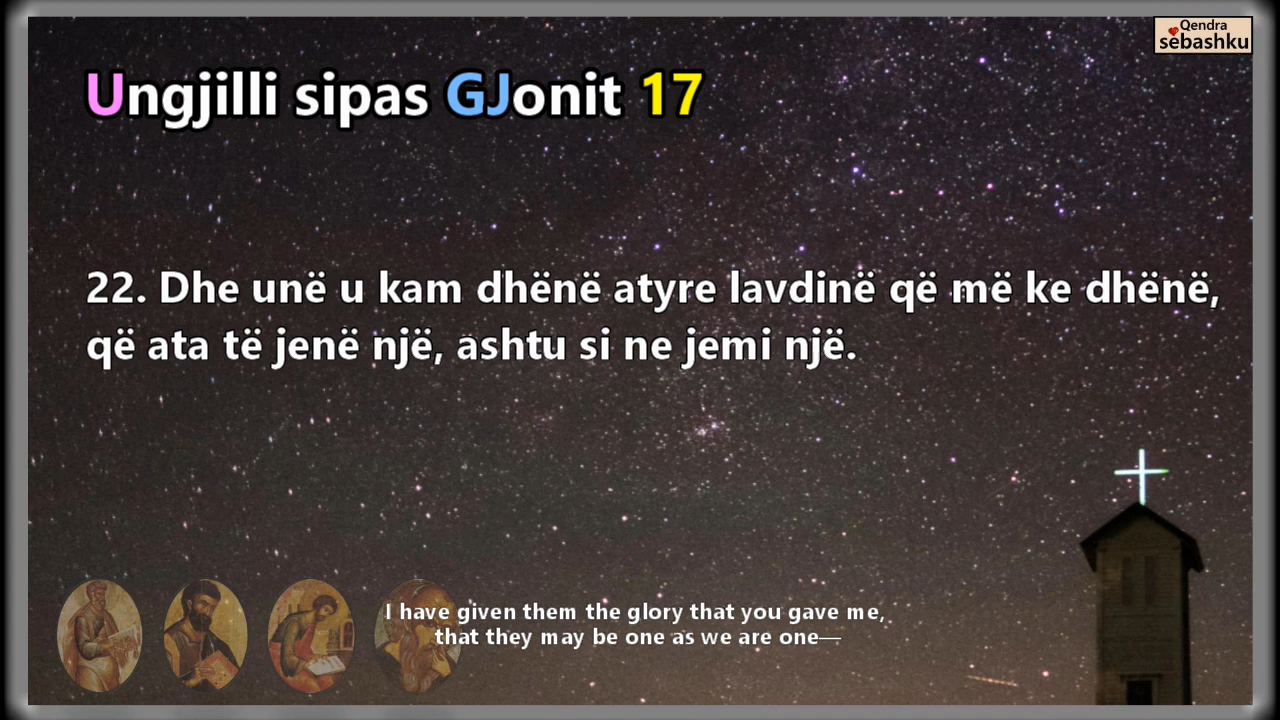 Qendra
sëbashku
Ungjilli sipas GJonit 17
22. Dhe unë u kam dhënë atyre lavdinë që më ke dhënë,
që ata të jenë një, ashtu si ne jemi një.
I have given them the glory that you gave me,
that they may be one as we are one—